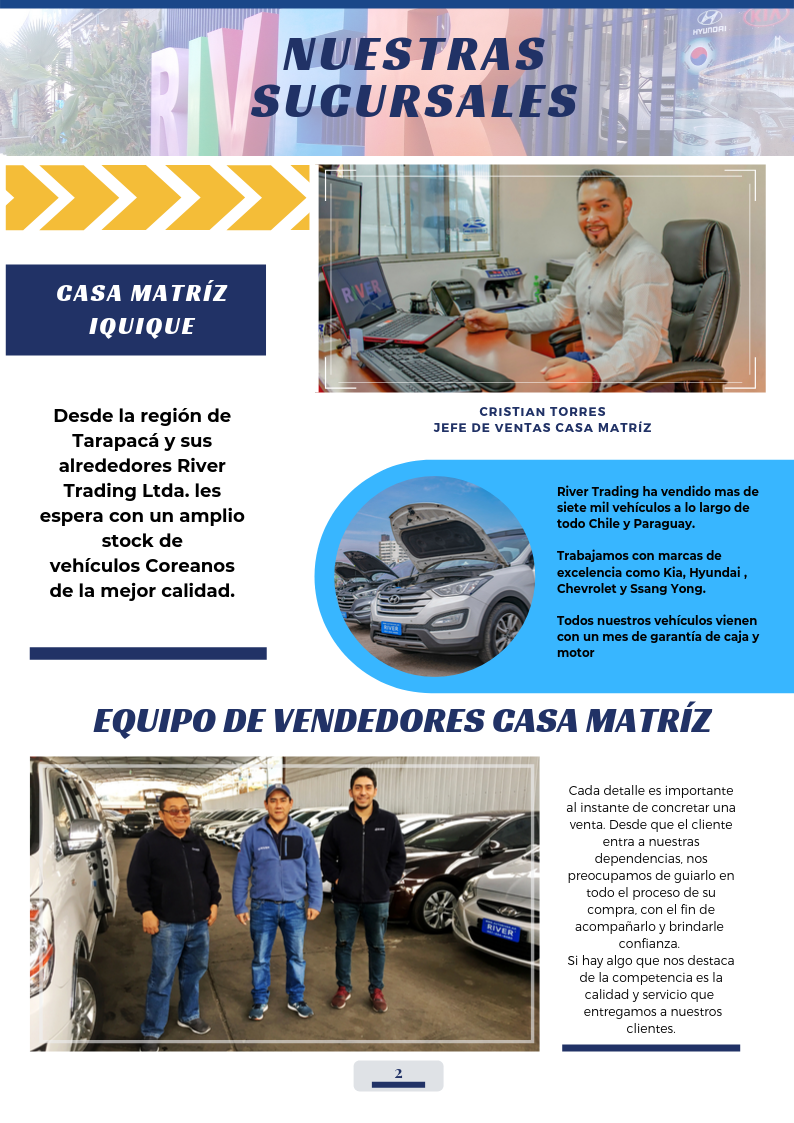 RIVER
HYUNDAI
KIA
NUESTRAS
SUCURSALES
CASA MATRÍZ
IQUIQUE
RIVER
CRISTIAN TORRES
JEFE DE VENTAS CASA MATRÍZ
Desde la región de
Tarapacá y sus
alrededores River
Trading Ltda. les
espera con un amplio
stock de
vehículos Coreanos
de la mejor calidad.
RIVER
River Trading ha vendido mas de
siete mil vehículos a lo largo de
todo Chile y Paraguay.
Trabajamos con marcas de
excelencia como Kia, Hyundai ,
Chevrolet y Ssang Yong.
Todos nuestros vehículos vienen
con un mes de garantía de caja y
motor
EQUIPO DE VENDEDORES CASA MATRÍZ
RIVER
Cada detalle es importante
al instante de concretar una
venta. Desde que el cliente
entra a nuestras
dependencias, nos
preocupamos de guiarlo en
todo el proceso de su
compra, con el fin de
acompañarlo y brindarle
confianza.
Si hay algo que nos destaca
de la competencia es la
calidad y servicio que
entregamos a nuestros
clientes.
2